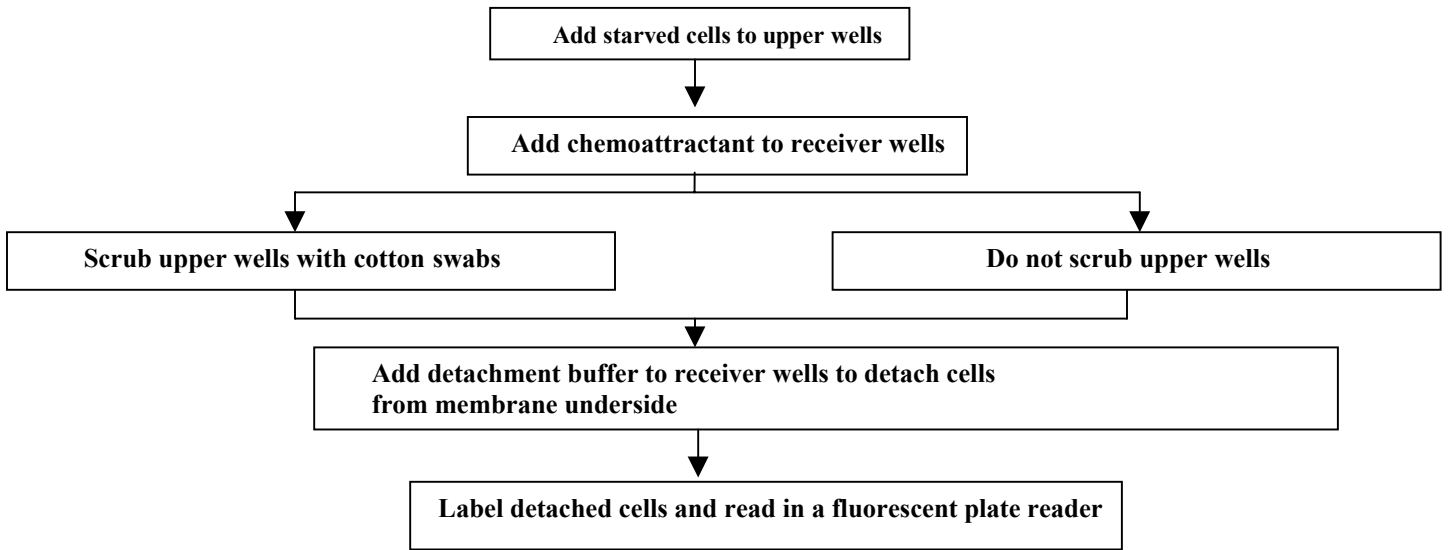 Add starved cells to upper wells
Add chemoattractant to receiver wells
Scrub upper wells with cotton swabs
Do not scrub upper wells
Add detachment buffer to receiver wells to detach cells
from membrane underside
Label detached cells and read in a fluorescent plate reader